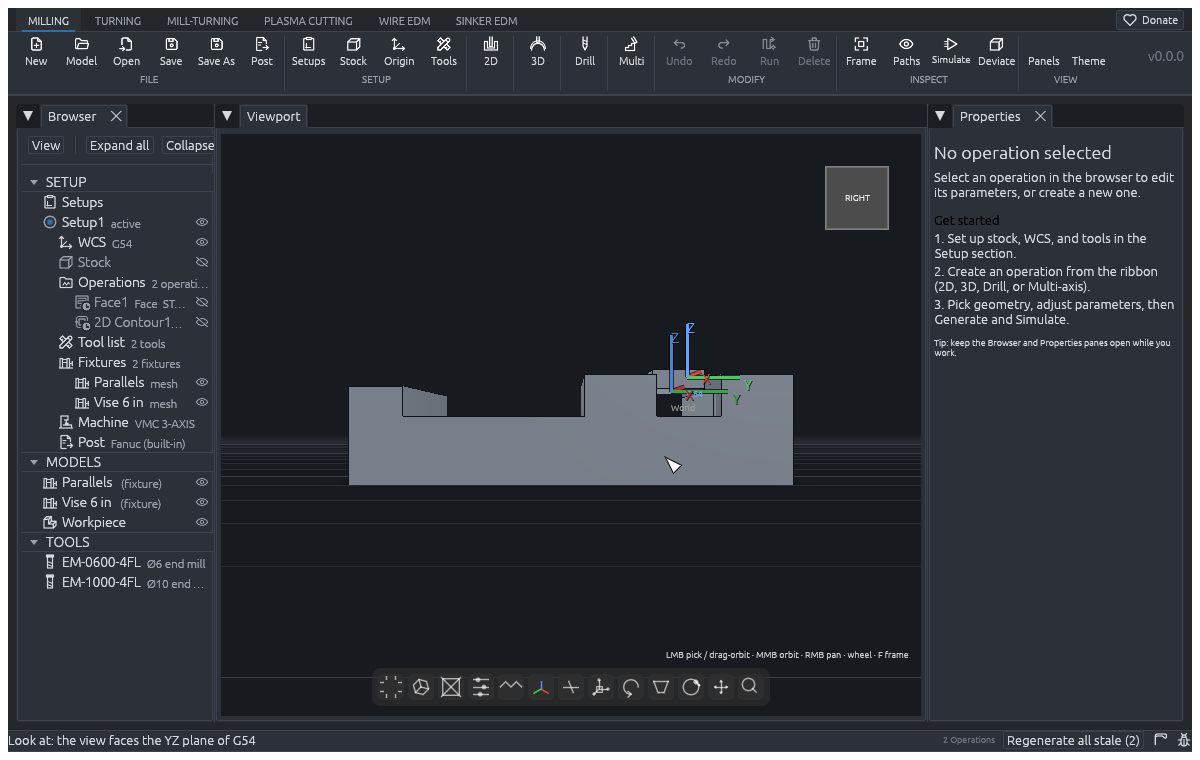 MILLING TURNING MILL-TURNING PLASMA CUTTING WIRE EDM SINKER EDM Donate
New Model Open Save Save As Post Setups Stock Origin Tools 2D 3D Drill Multi Undo Redo Run Delete Frame Paths Simulate Deviate Panels Theme v0.0.0
FILE SETUP MODIFY INSPECT VIEW
Browser
View Expand all Collapse
SETUP
Setups
Setup1 active
WCS G54
Stock
Operations 2 operati...
Face1 Face ST...
2D Contour1...
Tool list 2 tools
Fixtures 2 fixtures
Parallels mesh
Vise 6 in mesh
Machine VMC 3-AXIS
Post Fanuc (built-in)
MODELS
Parallels (fixture)
Vise 6 in (fixture)
Workpiece
TOOLS
EM-0600-4FL Ø6 end mill
EM-1000-4FL Ø10 end ...
Viewport
RIGHT
Z
Z
X
Y
X
Y
World
LMB pick / drag-orbit · MMB orbit · RMB pan · wheel · F frame
Properties
No operation selected
Select an operation in the browser to edit
its parameters, or create a new one.
Get started
1. Set up stock, WCS, and tools in the
Setup section.
2. Create an operation from the ribbon
(2D, 3D, Drill, or Multi-axis).
3. Pick geometry, adjust parameters, then
Generate and Simulate.
Tip: keep the Browser and Properties panes open while you
work.
Look at: the view faces the YZ plane of G54 2 Operations Regenerate all stale (2)